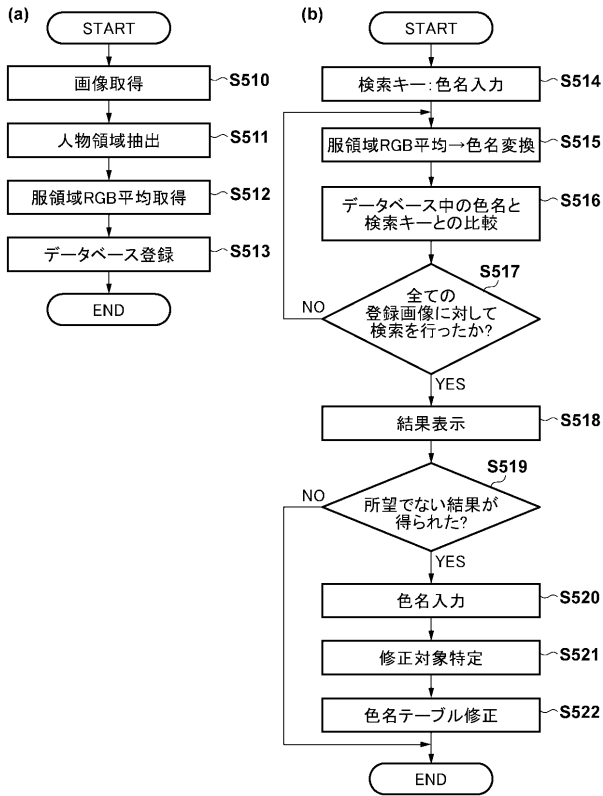 (a)
START
画像取得
S510
人物領域抽出
S511
服領域RGB平均取得
S512
データベース登録
S513
END
(b)
START
検索キー:色名入力
S514
服領域RGB平均→色名変換
S515
データベース中の色名と
検索キーとの比較
S516
S517
全ての
登録画像に対して
検索を行ったか?
NO
YES
結果表示
S518
S519
所望でない結果が
得られた?
NO
YES
色名入力
S520
修正対象特定
S521
色名テーブル修正
S522
END